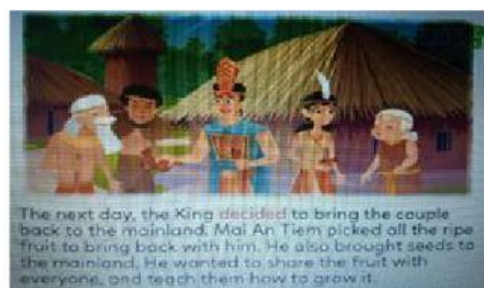 The next day, the King decided to bring the couple
back to the mainland. Mai An Tiem picked all the ripe
fruit to bring back with him. He also brought seeds to
the mainland. He wanted to share the fruit with
everyone, and teach them how to grow it.